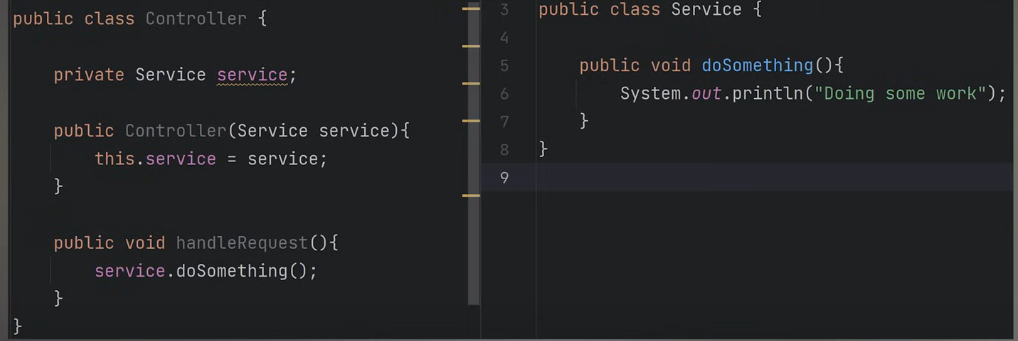 public class Controller {
private Service service;
public Controller(Service service){
this.service = service;
}
public void handleRequest(){
service.doSomething();
}
}
3 public class Service {
4
5 public void doSomething(){
6 System.out.println("Doing some work");
7 }
8 }
9